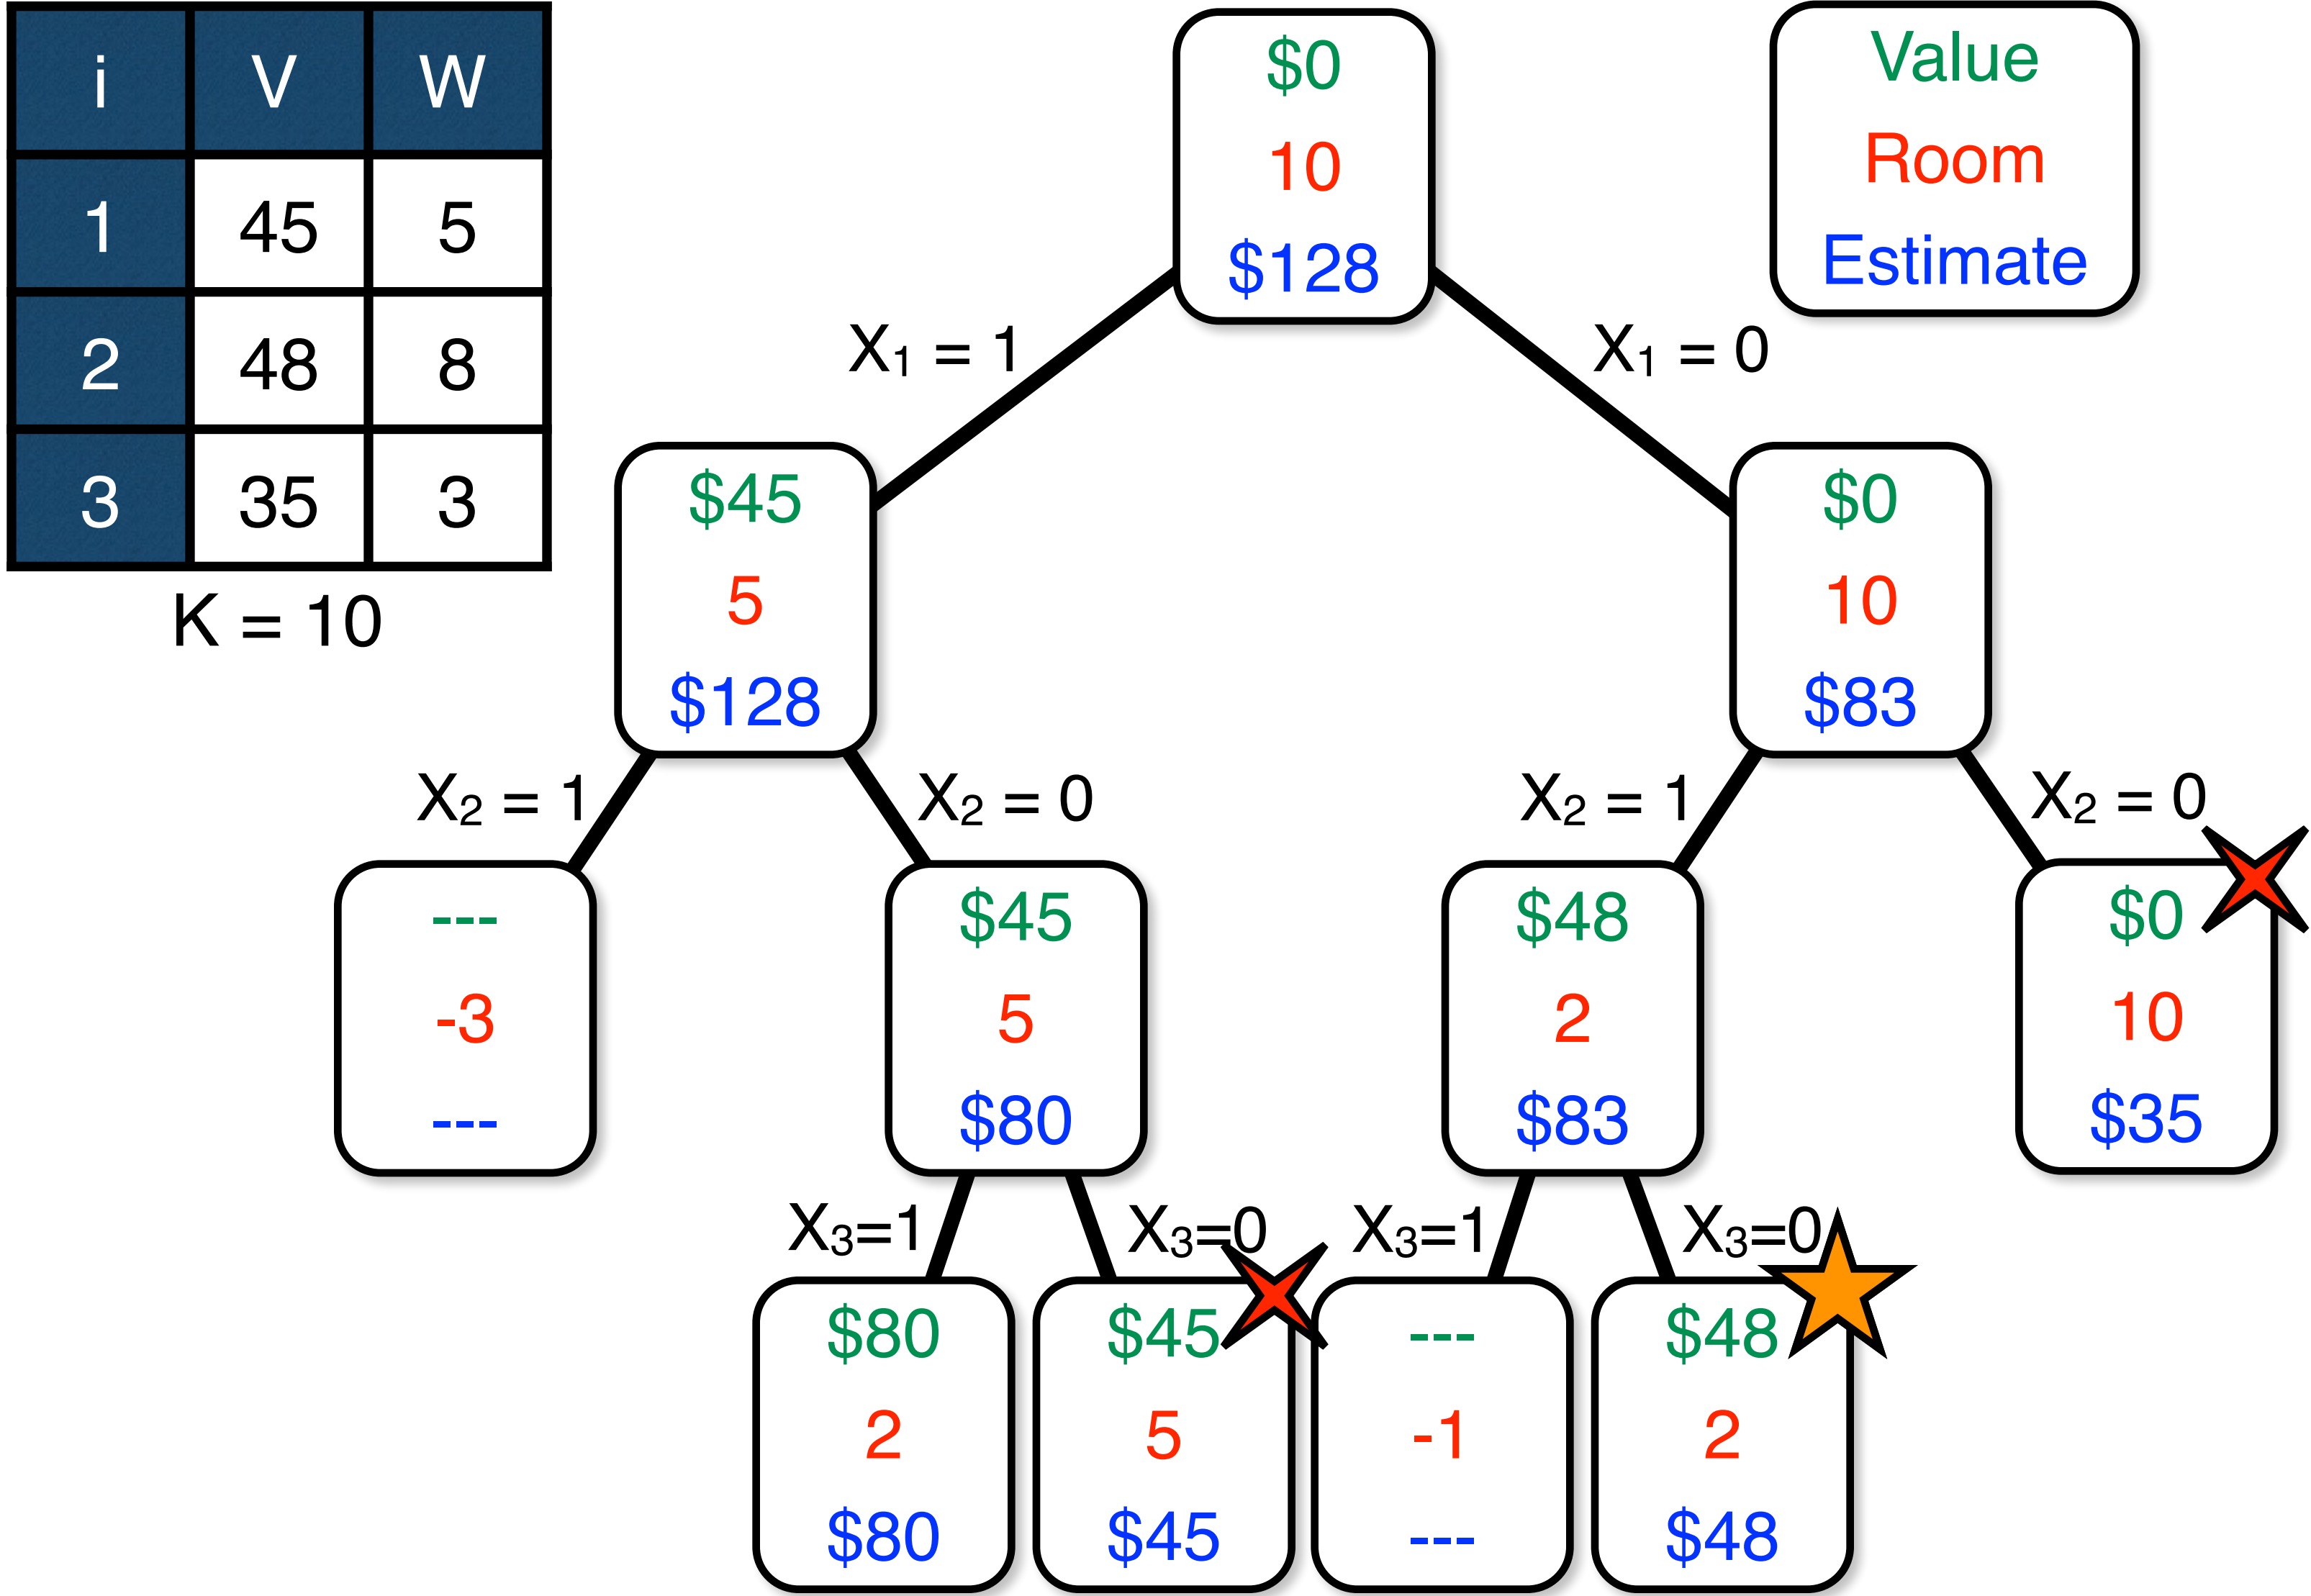 i V W
1 45 5
2 48 8
3 35 3
K = 10
$0
10
$128
Value
Room
Estimate
X₁ = 1
X₁ = 0
$45
5
$128
$0
10
$83
X₂ = 1
X₂ = 0
X₂ = 1
X₂ = 0
---
-3
---
$45
5
$80
$48
2
$83
$0
10
$35
X₃=1
X₃=0
X₃=1
X₃=0
$80
2
$80
$45
5
$45
---
-1
---
$48
2
$48